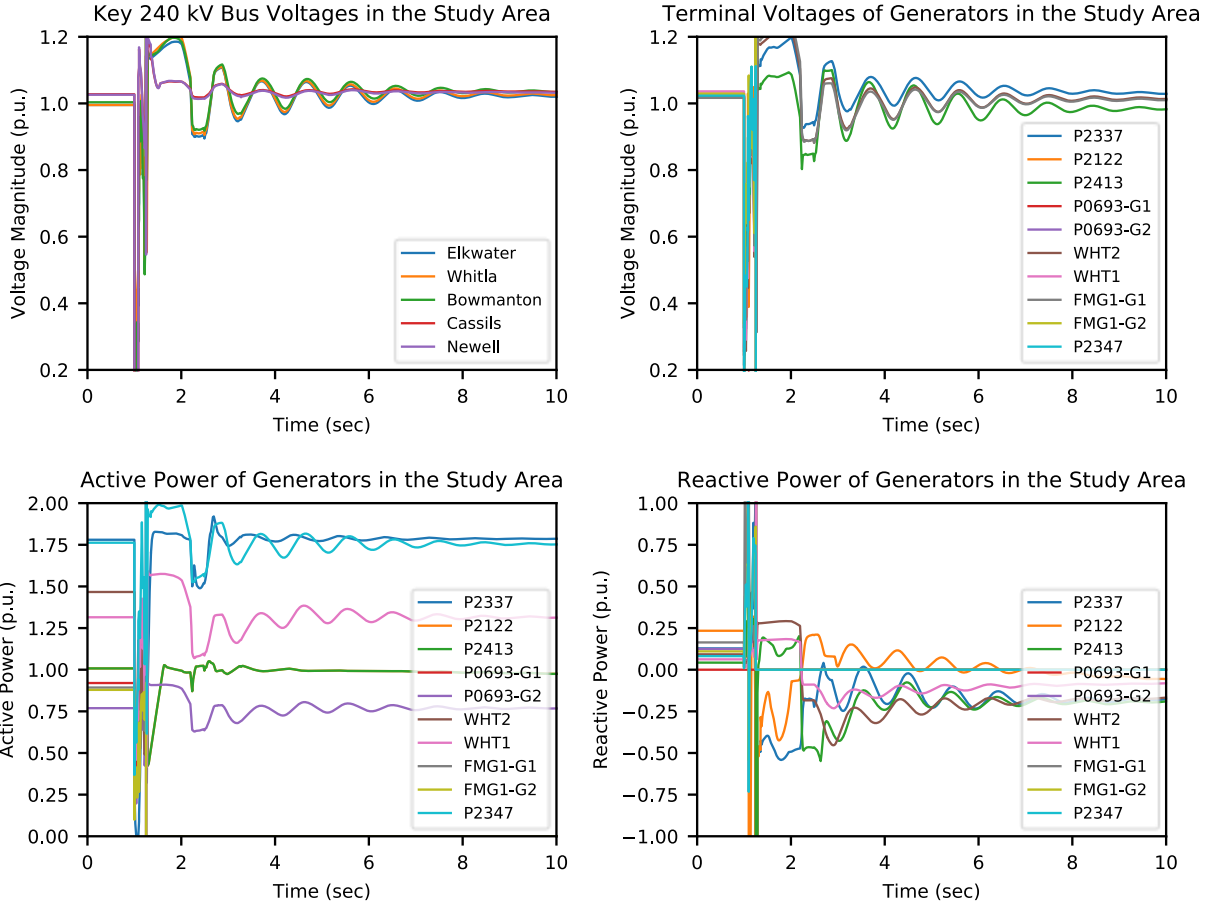 Key 240 kV Bus Voltages in the Study Area
1.2
1.0
0.8
0.6
0.4
0.2
Voltage Magnitude (p.u.)
Elkwater
Whitla
Bowmanton
Cassils
Newell
0 2 4 6 8 10
Time (sec)
Terminal Voltages of Generators in the Study Area
1.2
1.0
0.8
0.6
0.4
0.2
Voltage Magnitude (p.u.)
P2337
P2122
P2413
P0693-G1
P0693-G2
WHT2
WHT1
FMG1-G1
FMG1-G2
P2347
0 2 4 6 8 10
Time (sec)
Active Power of Generators in the Study Area
2.00
1.75
1.50
1.25
1.00
0.75
0.50
0.25
0.00
Active Power (p.u.)
P2337
P2122
P2413
P0693-G1
P0693-G2
WHT2
WHT1
FMG1-G1
FMG1-G2
P2347
0 2 4 6 8 10
Time (sec)
Reactive Power of Generators in the Study Area
1.00
0.75
0.50
0.25
0.00
−0.25
−0.50
−0.75
−1.00
Reactive Power (p.u.)
P2337
P2122
P2413
P0693-G1
P0693-G2
WHT2
WHT1
FMG1-G1
FMG1-G2
P2347
0 2 4 6 8 10
Time (sec)